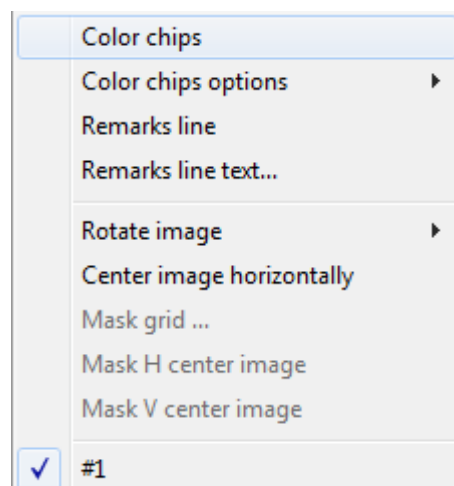 Color chips
Color chips options
Remarks line
Remarks line text...
Rotate image
Center image horizontally
Mask grid ...
Mask H center image
Mask V center image
#1